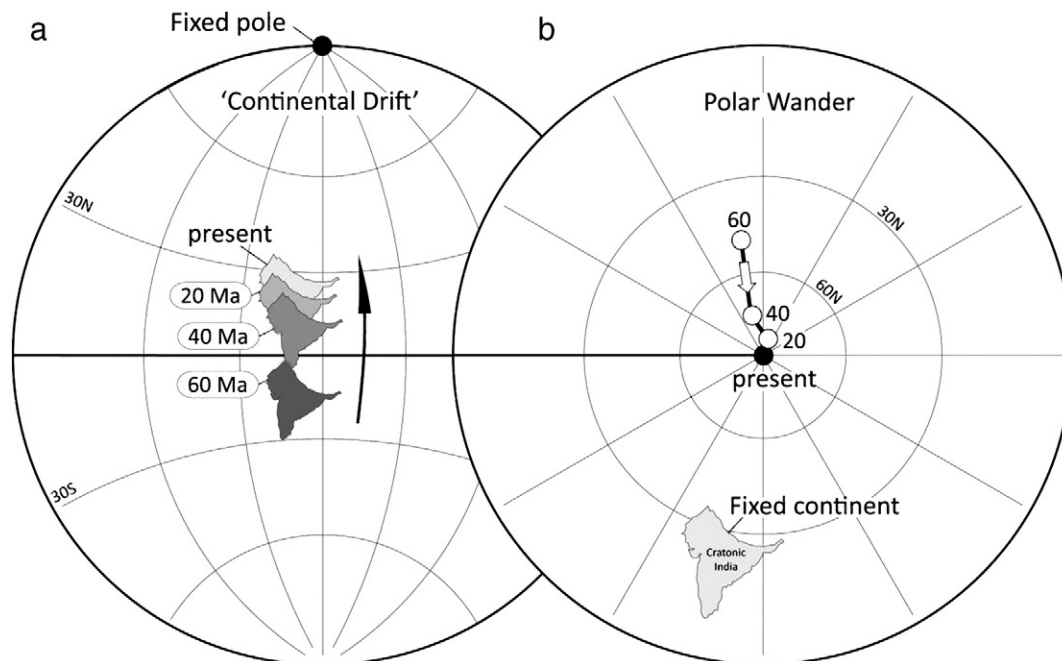 a
Fixed pole
'Continental Drift'
30N
present
20 Ma
40 Ma
60 Ma
30S
b
Polar Wander
60
30N
60N
40
20
present
Fixed continent
Cratonic
India